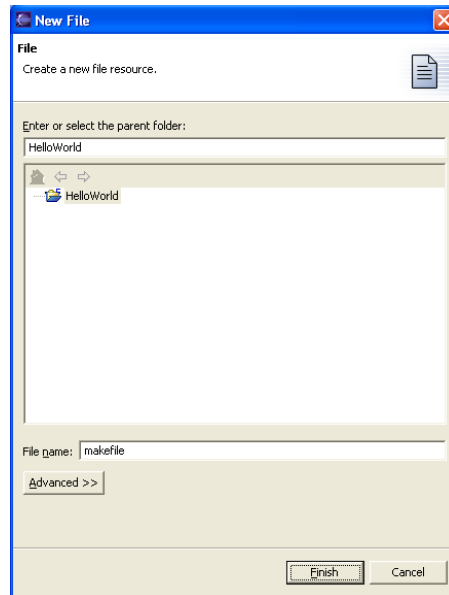 New File
File
Create a new file resource.
Enter or select the parent folder:
HelloWorld
HelloWorld
File name: makefile
Advanced >>
Finish Cancel